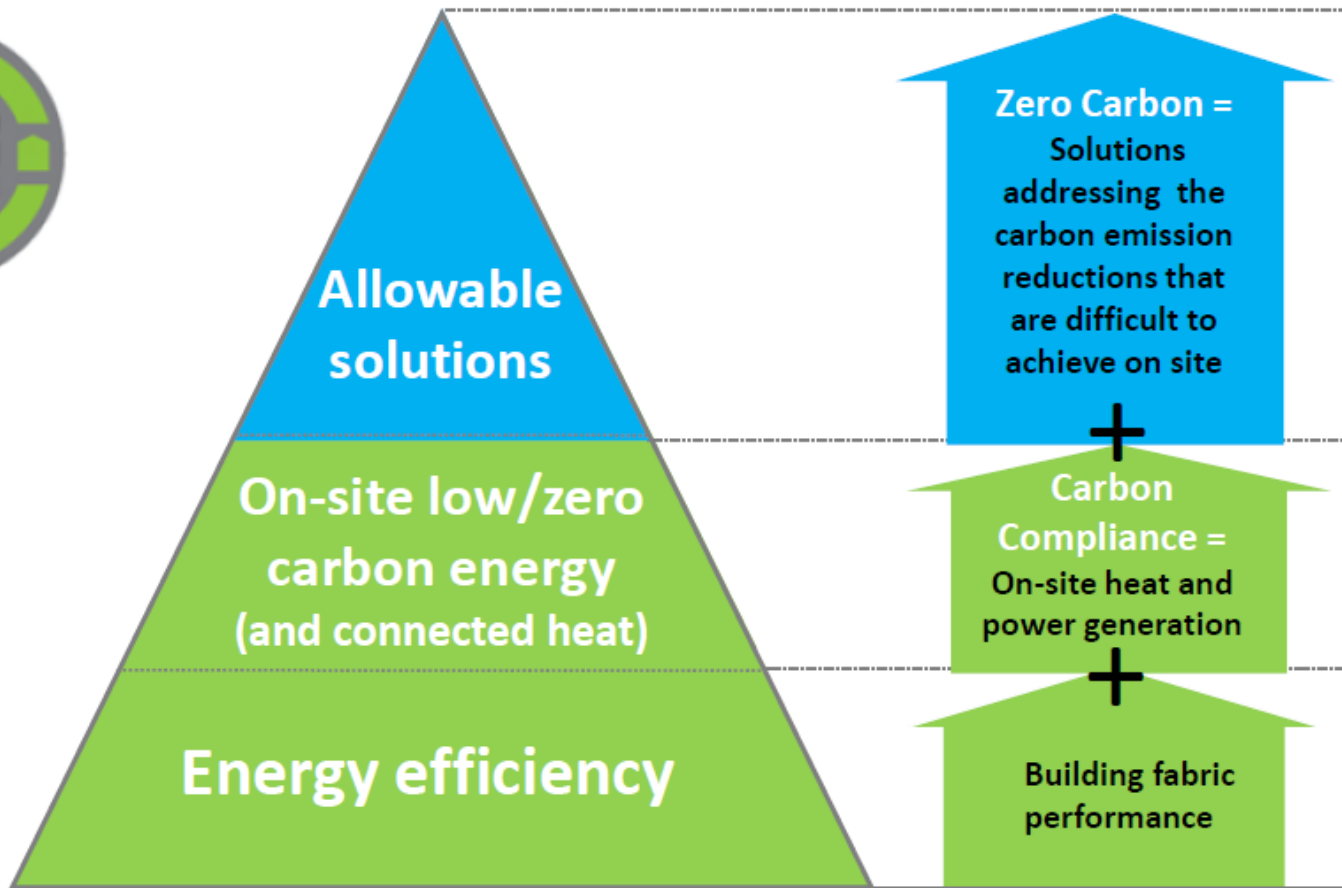 Allowable
solutions
On-site low/zero
carbon energy
(and connected heat)
Energy efficiency
Zero Carbon =
Solutions
addressing the
carbon emission
reductions that
are difficult to
achieve on site
+
Carbon
Compliance =
On-site heat and
power generation
+
Building fabric
performance